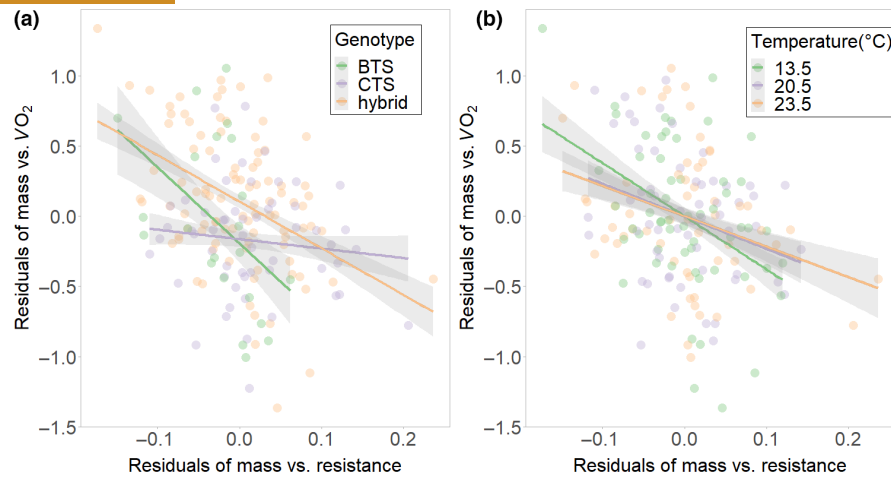 (a)
Genotype
BTS
CTS
hybrid
1.0
0.5
0.0
–0.5
–1.0
–1.5
Residuals of mass vs. VO₂
–0.1
0.0
0.1
0.2
Residuals of mass vs. resistance
(b)
Temperature(°C)
13.5
20.5
23.5
1.0
0.5
0.0
–0.5
–1.0
–1.5
Residuals of mass vs. VO₂
–0.1
0.0
0.1
0.2
Residuals of mass vs. resistance